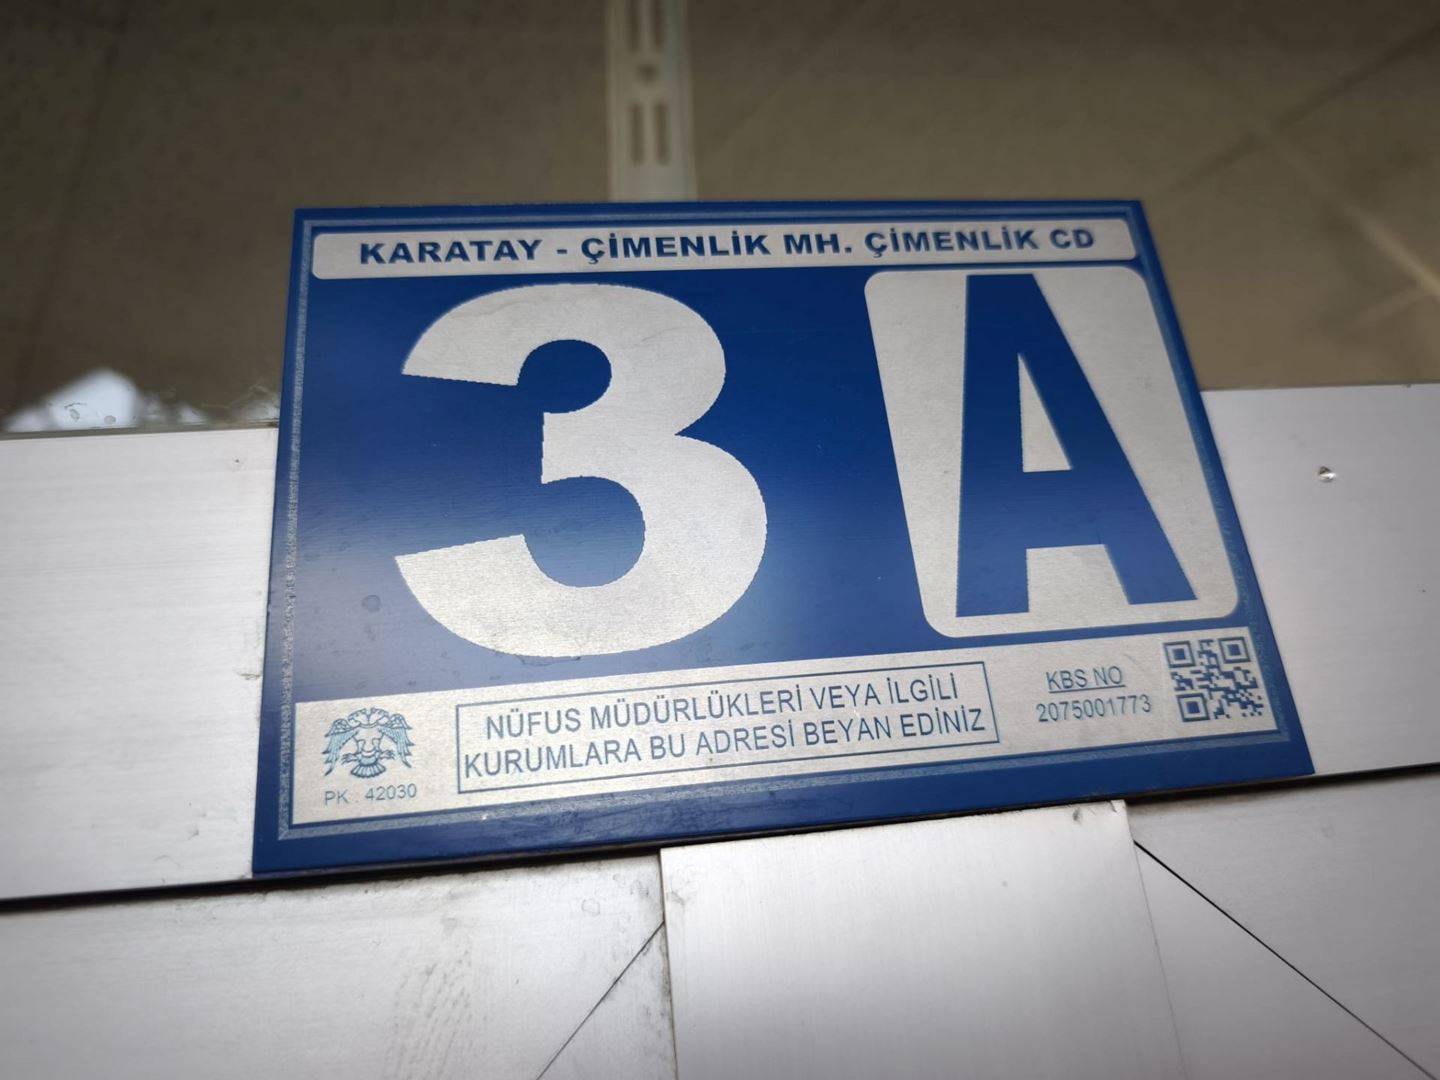 KARATAY - ÇİMENLİK MH. ÇİMENLİK CD
3 A
NÜFUS MÜDÜRLÜKLERİ VEYA İLGİLİ
KURUMLARA BU ADRESİ BEYAN EDİNİZ
KBS NO
2075001773
PK . 42030